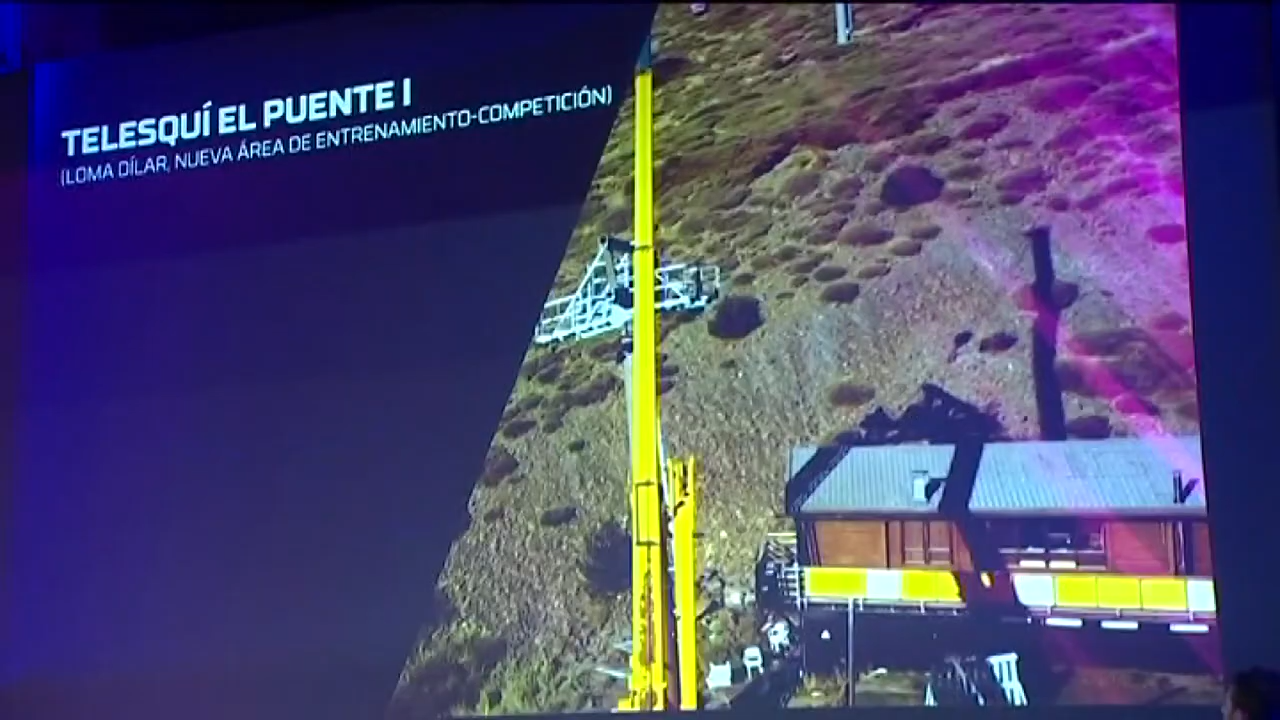 TELESQUÍ EL PUENTE I
(LOMA DÍLAR, NUEVA ÁREA DE ENTRENAMIENTO-COMPETICIÓN)